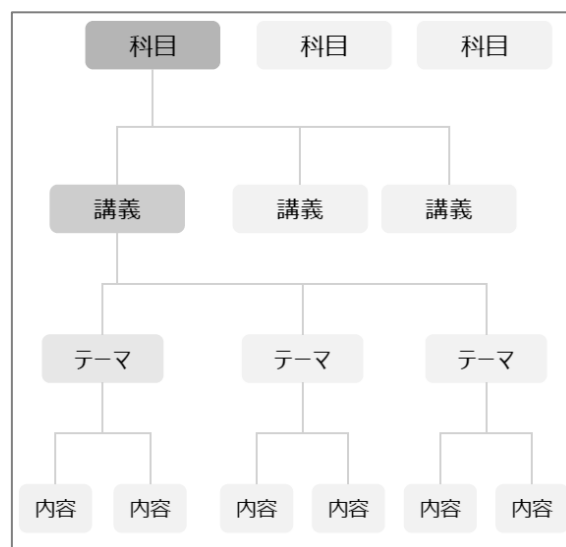 科目 科目 科目
講義 講義 講義
テーマ テーマ テーマ
内容 内容 内容 内容 内容 内容